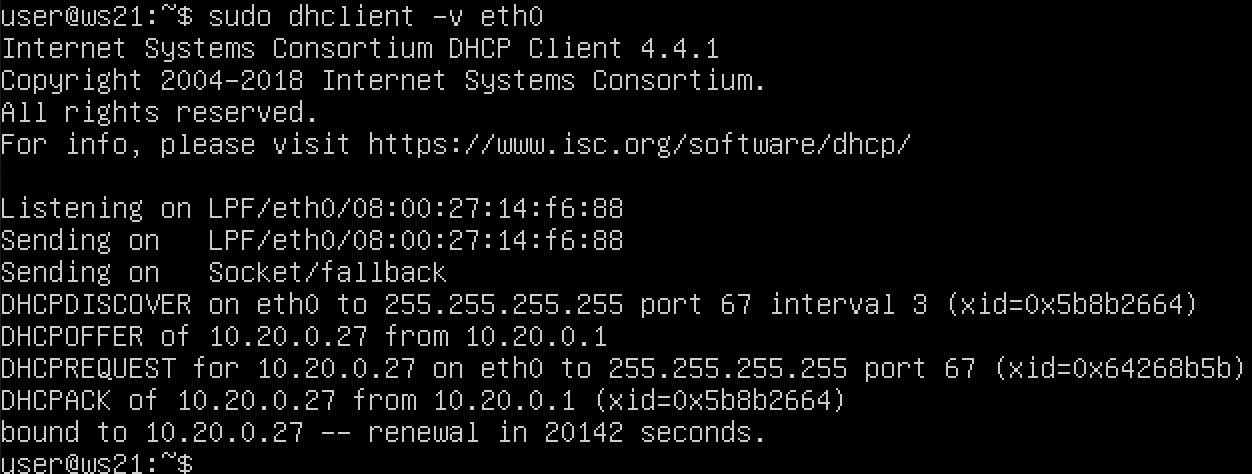 user@ws21:~$ sudo dhclient -v eth0
Internet Systems Consortium DHCP Client 4.4.1
Copyright 2004-2018 Internet Systems Consortium.
All rights reserved.
For info, please visit https://www.isc.org/software/dhcp/

Listening on LPF/eth0/08:00:27:14:f6:88
Sending on   LPF/eth0/08:00:27:14:f6:88
Sending on   Socket/fallback
DHCPDISCOVER on eth0 to 255.255.255.255 port 67 interval 3 (xid=0x5b8b2664)
DHCPOFFER of 10.20.0.27 from 10.20.0.1
DHCPREQUEST for 10.20.0.27 on eth0 to 255.255.255.255 port 67 (xid=0x64268b5b)
DHCPACK of 10.20.0.27 from 10.20.0.1 (xid=0x5b8b2664)
bound to 10.20.0.27 -- renewal in 20142 seconds.
user@ws21:~$